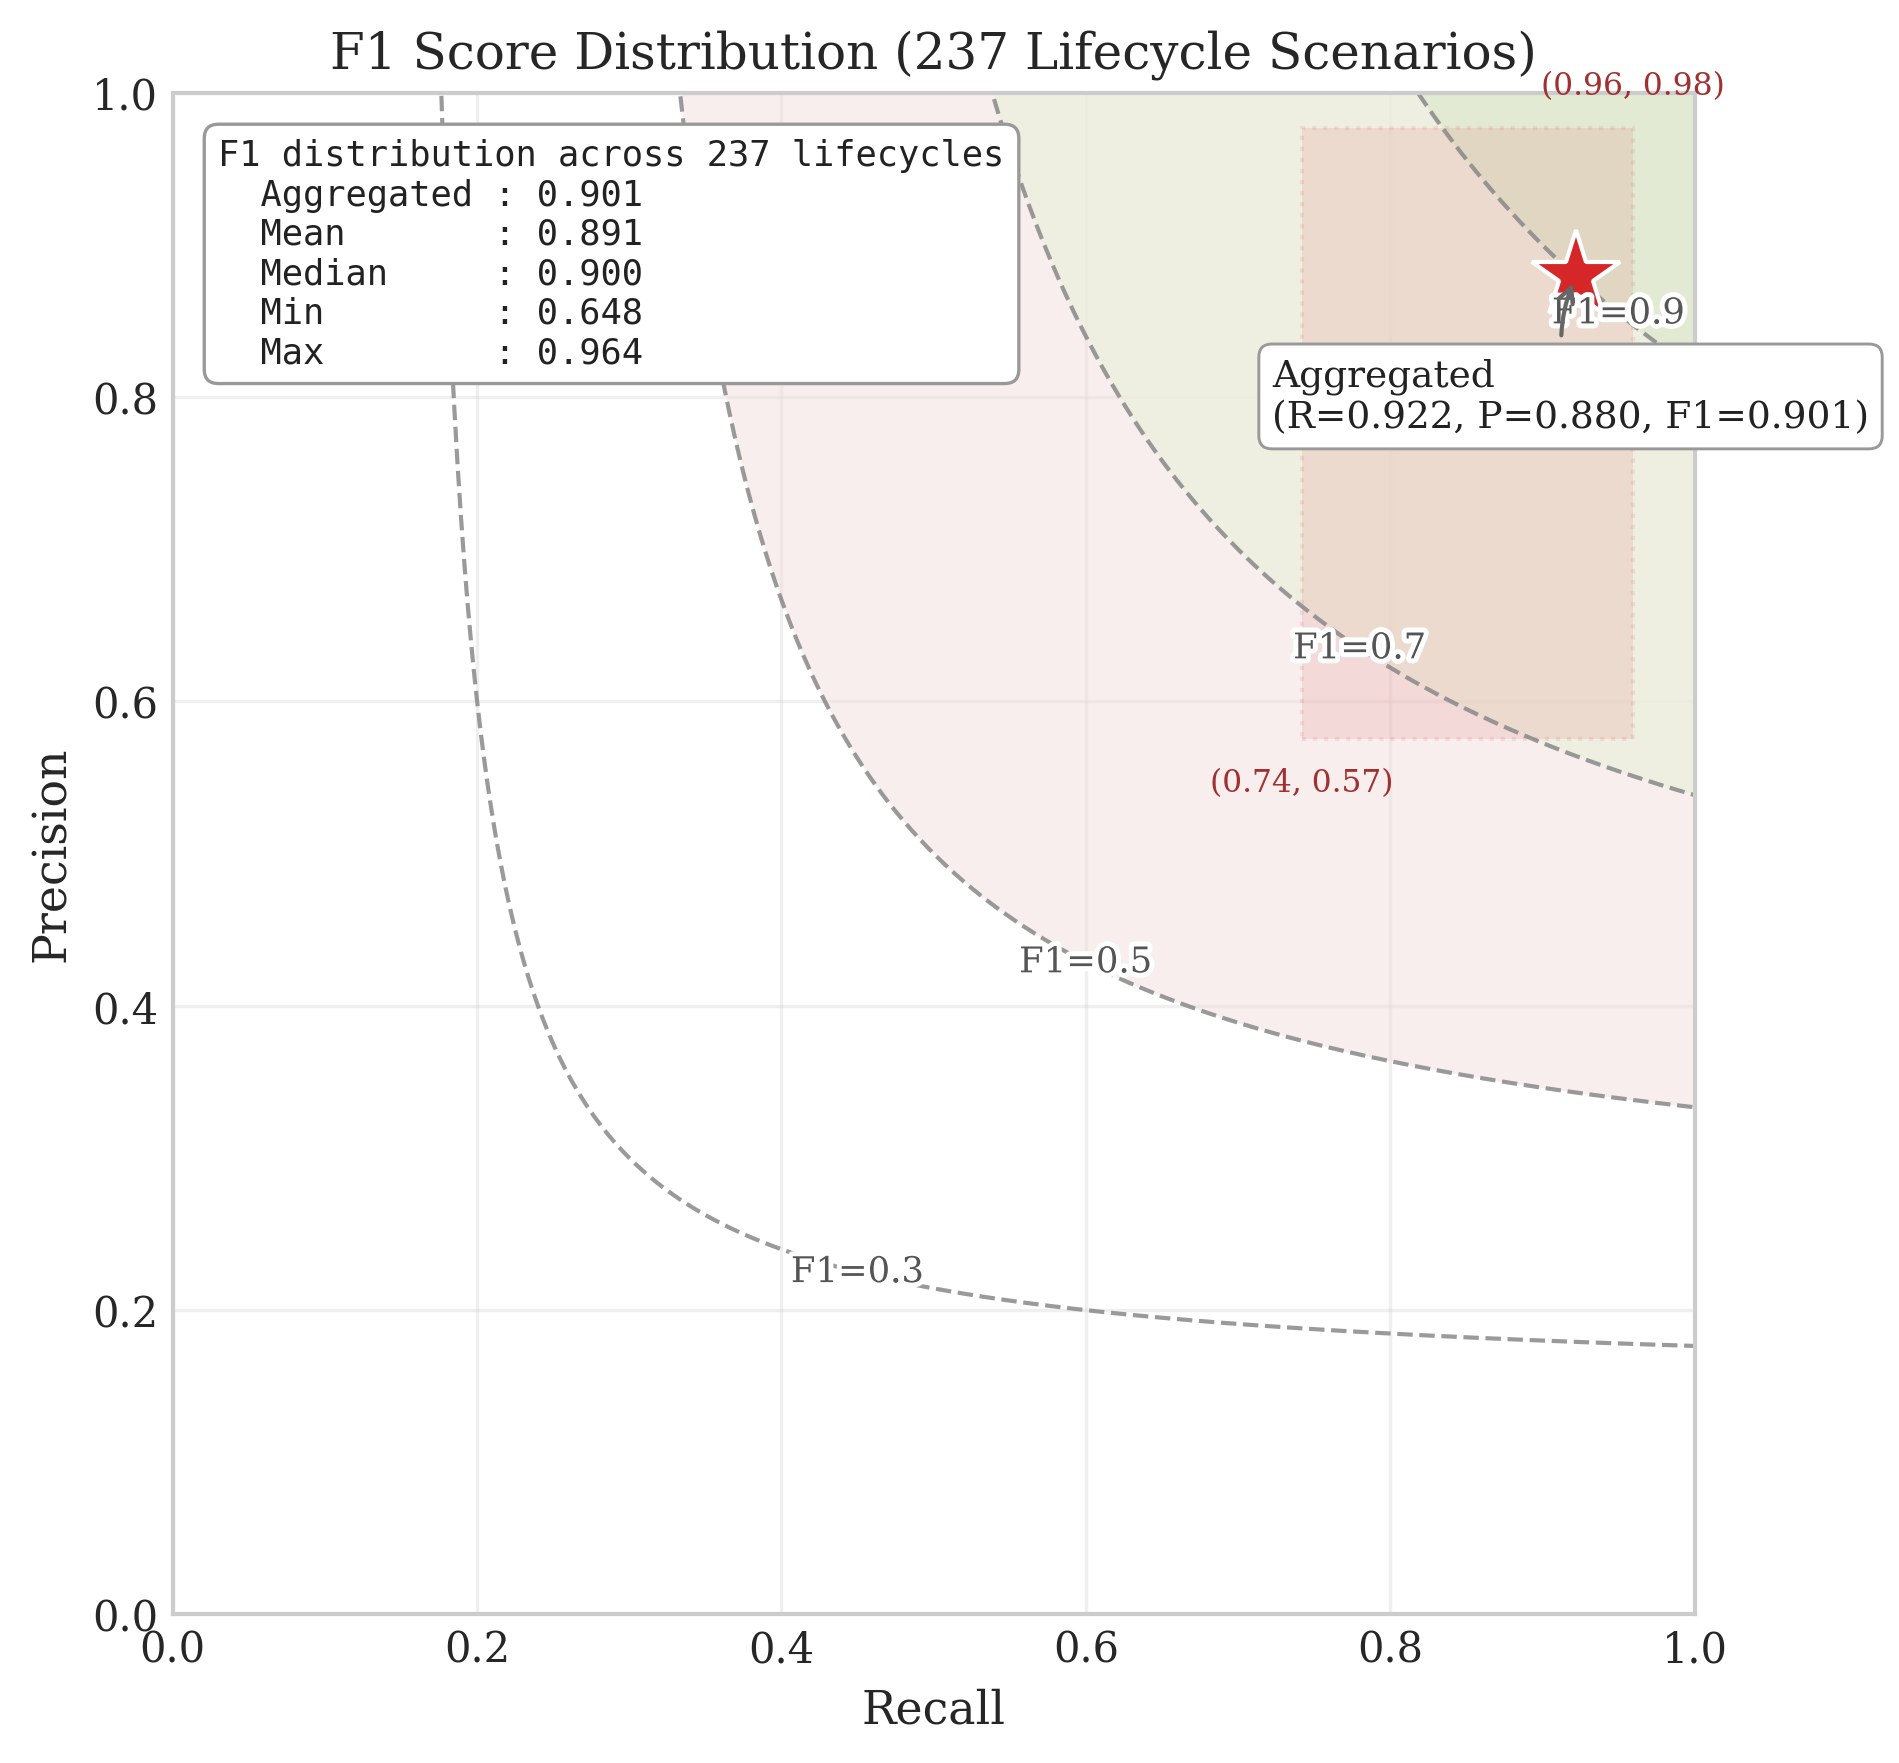 F1 Score Distribution (237 Lifecycle Scenarios)
(0.96, 0.98)
1.0
F1 distribution across 237 lifecycles
Aggregated : 0.901
Mean : 0.891
Median : 0.900
Min : 0.648
Max : 0.964
F1=0.9
Aggregated
(R=0.922, P=0.880, F1=0.901)
0.8
F1=0.7
0.6
(0.74, 0.57)
Precision
F1=0.5
0.4
F1=0.3
0.2
0.0
0.0 0.2 0.4 0.6 0.8 1.0
Recall